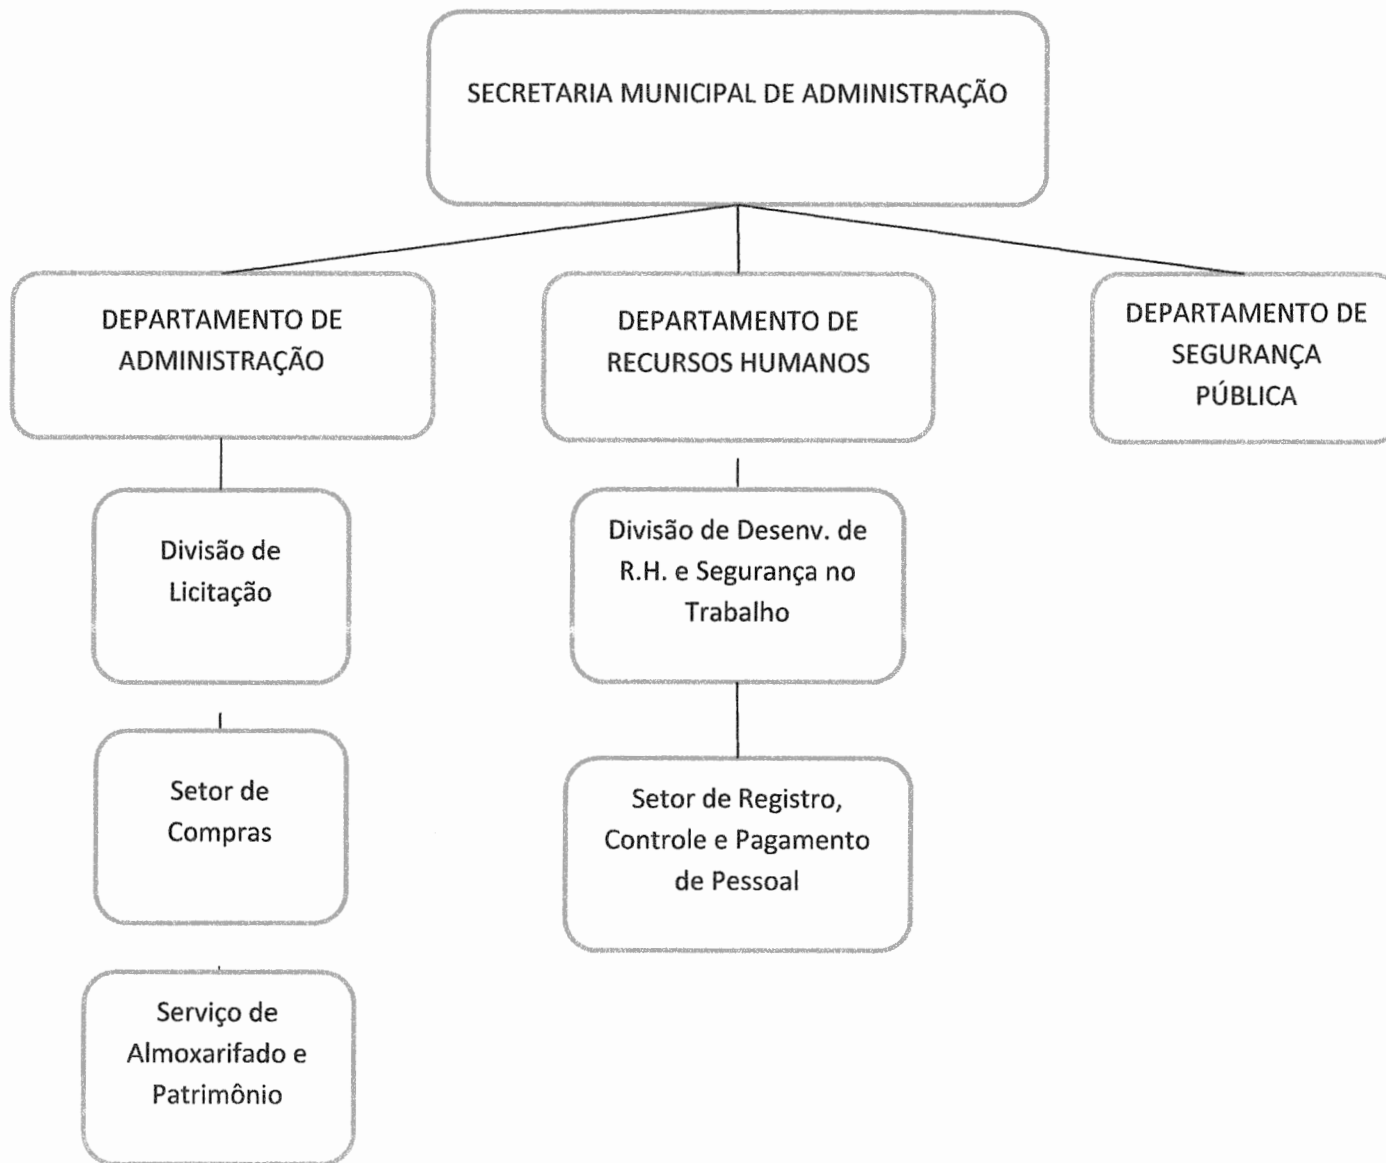 SECRETARIA MUNICIPAL DE ADMINISTRAÇÃO
DEPARTAMENTO DE
ADMINISTRAÇÃO
DEPARTAMENTO DE
RECURSOS HUMANOS
DEPARTAMENTO DE
SEGURANÇA
PÚBLICA
Divisão de
Licitação
Divisão de Desenv. de
R.H. e Segurança no
Trabalho
Setor de
Compras
Setor de Registro,
Controle e Pagamento
de Pessoal
Serviço de
Almoxarifado e
Patrimônio